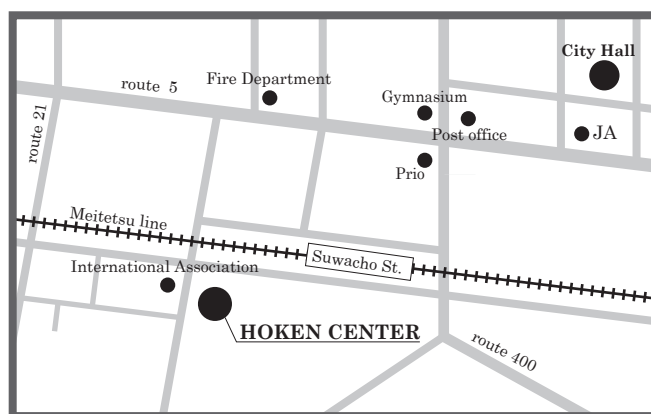 City Hall
route 5
Fire Department
Gymnasium
route 21
Post office
JA
Prio
Meitetsu line
Suwacho St.
International Association
HOKEN CENTER
route 400